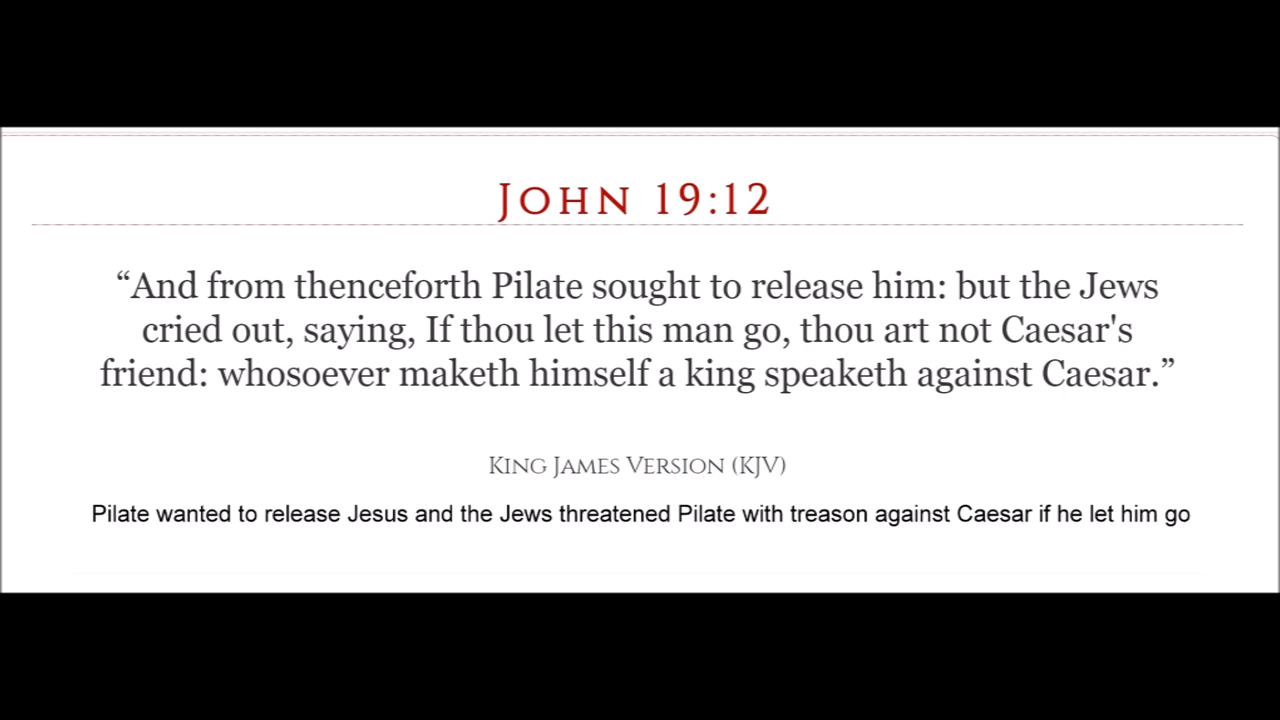 John 19:12
“And from thenceforth Pilate sought to release him: but the Jews
cried out, saying, If thou let this man go, thou art not Caesar's
friend: whosoever maketh himself a king speaketh against Caesar.”
King James Version (KJV)
Pilate wanted to release Jesus and the Jews threatened Pilate with treason against Caesar if he let him go